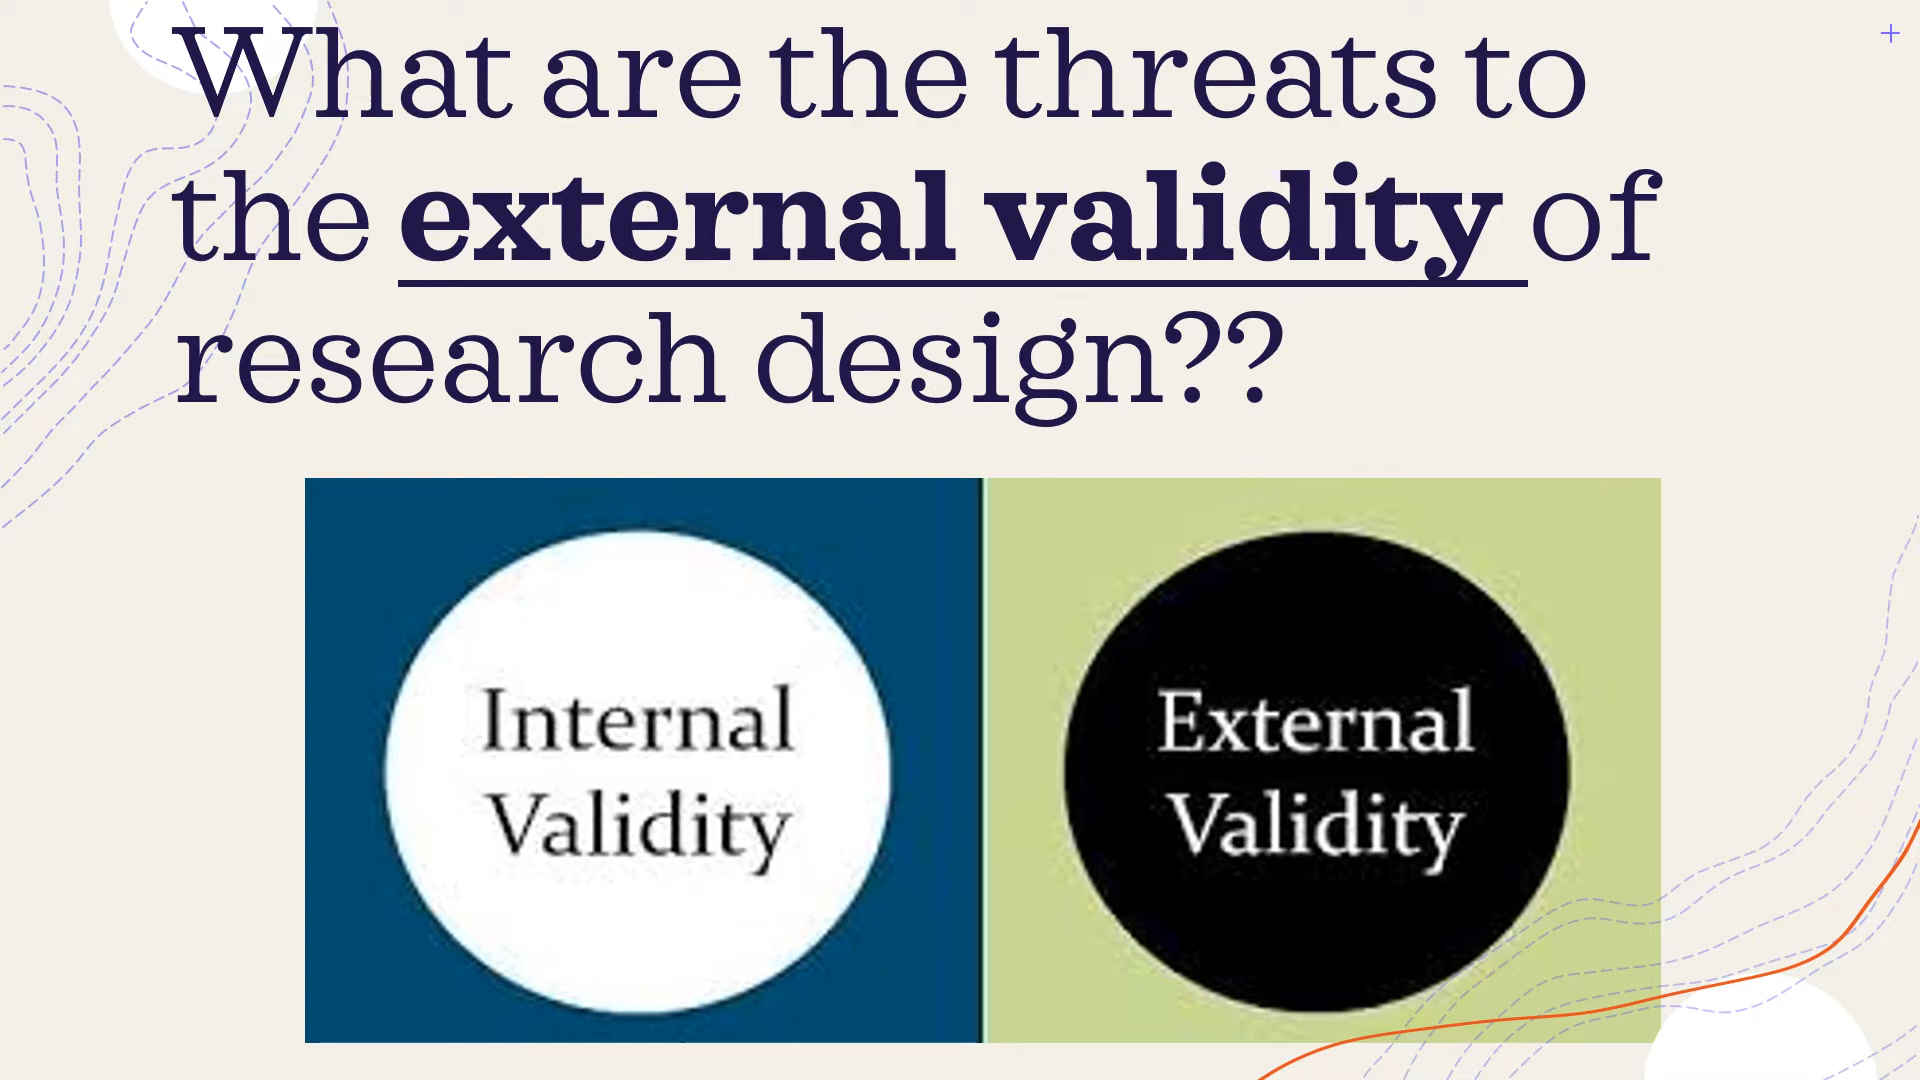 What are the threats to
the external validity of
research design??
Internal
Validity
External
Validity